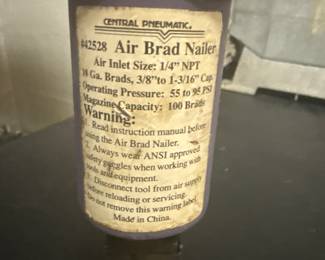 CENTRAL PNEUMATIC®
#42528 Air Brad Nailer
Air Inlet Size: 1/4" NPT
18 Ga. Brads, 3/8" to 1-3/16" Cap.
Operating Pressure: 55 to 95 PSI
Magazine Capacity: 100 Brads
Warning:
1. Read instruction manual before
using the Air Brad Nailer.
2. Always wear ANSI approved
safety goggles when working with
tools and equipment.
3. Disconnect tool from air supply
before reloading or servicing.
Do not remove this warning label.
Made in China.